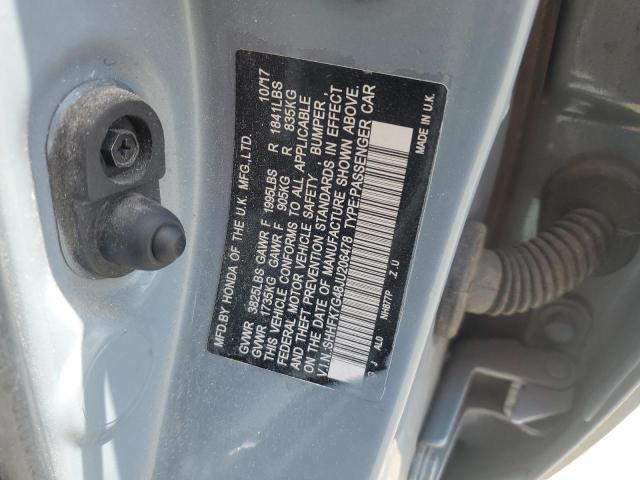 MFD.BY HONDA OF THE U.K. MFG.,LTD. 10/17
GVWR 3825LBS GAWR F 1995LBS R 1841LBS
GVWR 1735KG GAWR F 905KG R 835KG
THIS VEHICLE CONFORMS TO ALL APPLICABLE
FEDERAL MOTOR VEHICLE SAFETY, BUMPER,
AND THEFT PREVENTION STANDARDS IN EFFECT
ON THE DATE OF MANUFACTURE SHOWN ABOVE.
V.I.N:SHHFK7G48JU206478 TYPE:PASSENGER CAR
MADE IN U.K.
J ALO NH877P Z U